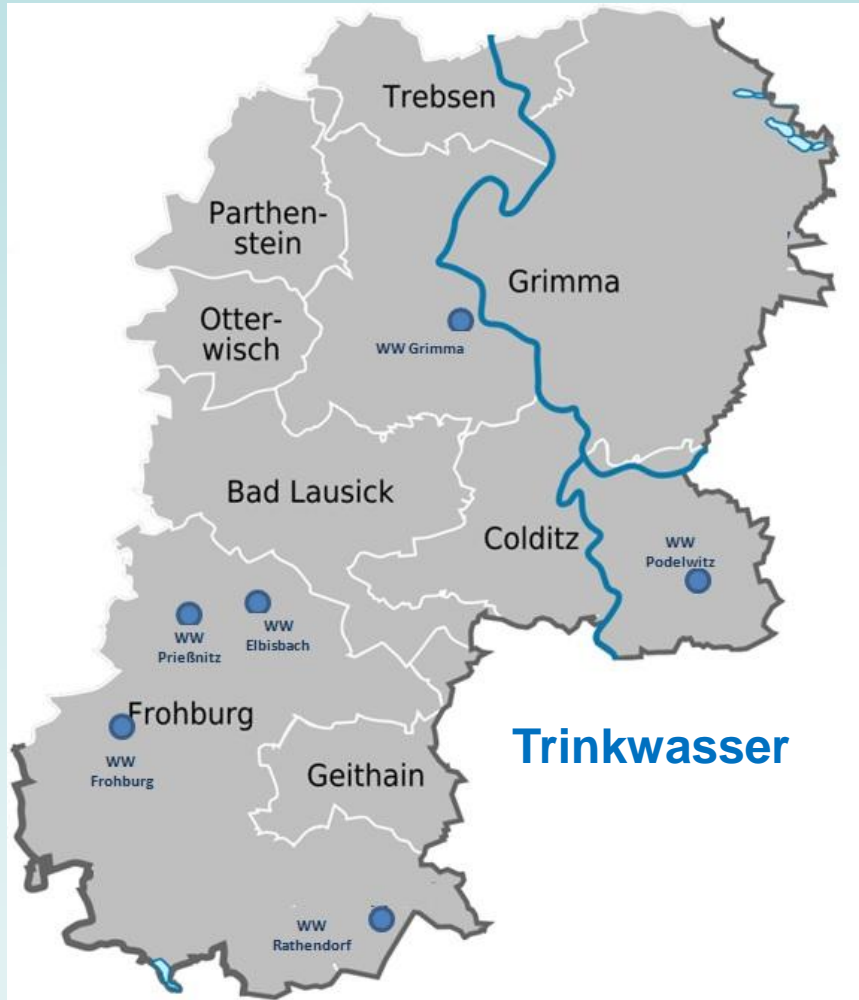 Trebsen
Parthen-
stein
Grimma
Otter-
wisch
WW Grimma
Bad Lausick
Colditz
WW
Podelwitz
WW
Prießnitz
WW
Elbisbach
Frohburg
WW
Frohburg
Trinkwasser
Geithain
WW
Rathendorf